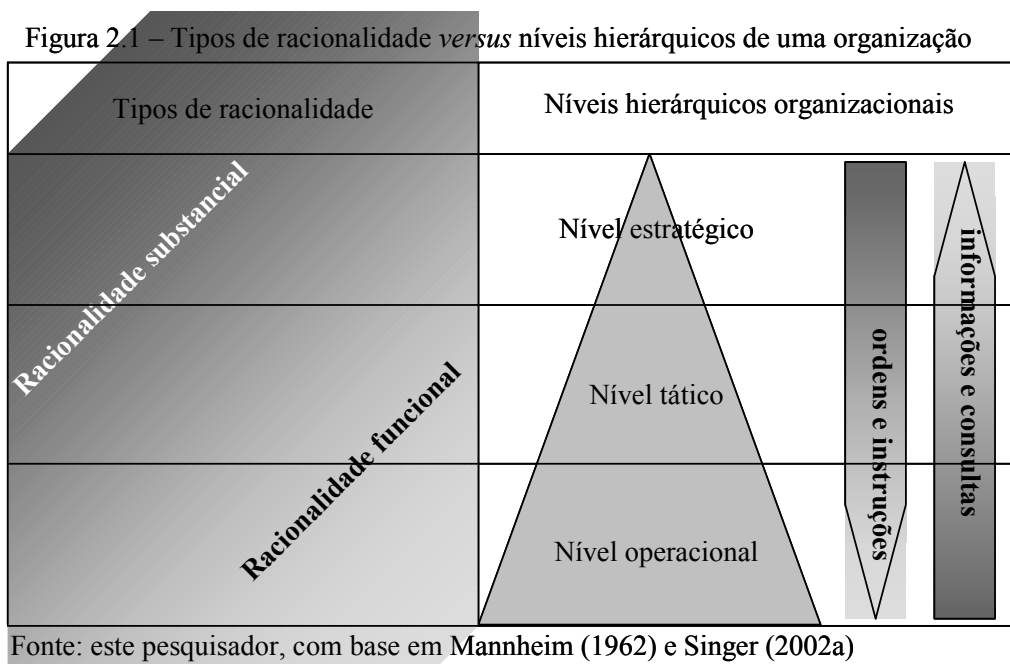 Figura 2.1 – Tipos de racionalidade versus níveis hierárquicos de uma organização
Tipos de racionalidade
Níveis hierárquicos organizacionais
Racionalidade substancial
Racionalidade funcional
Nível estratégico
Nível tático
Nível operacional
ordens e instruções
informações e consultas
Fonte: este pesquisador, com base em Mannheim (1962) e Singer (2002a)